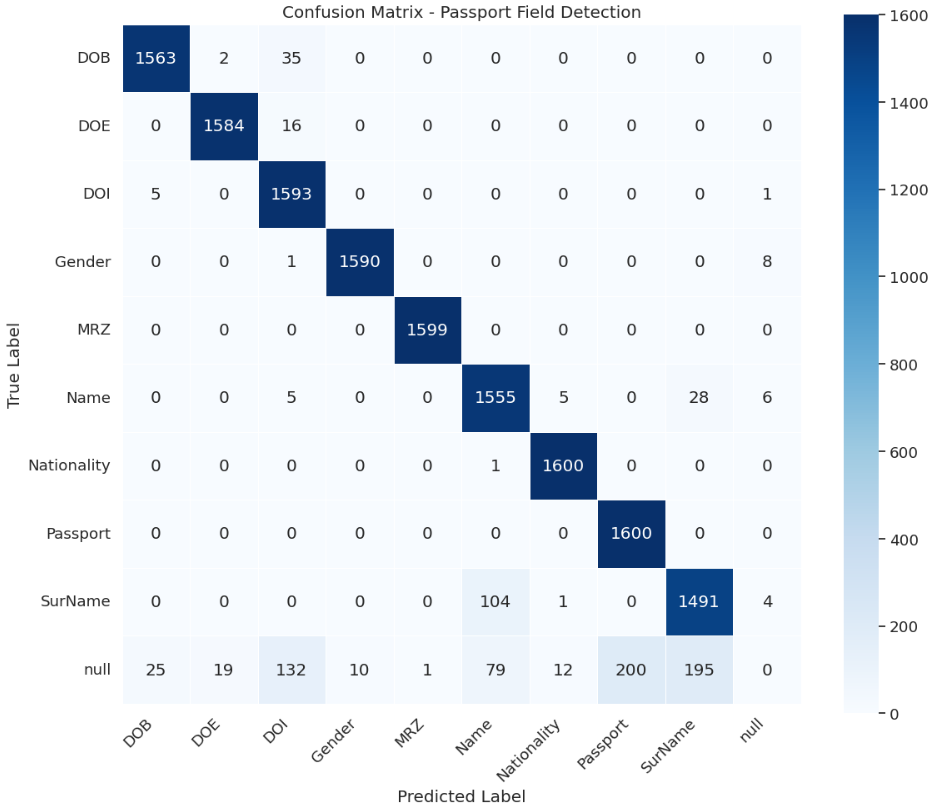 Confusion Matrix - Passport Field Detection
True Label
DOB 1563 2 35 0 0 0 0 0 0 0
DOE 0 1584 16 0 0 0 0 0 0 0
DOI 5 0 1593 0 0 0 0 0 0 1
Gender 0 0 1 1590 0 0 0 0 0 8
MRZ 0 0 0 0 1599 0 0 0 0 0
Name 0 0 5 0 0 1555 5 0 28 6
Nationality 0 0 0 0 0 1 1600 0 0 0
Passport 0 0 0 0 0 0 0 1600 0 0
SurName 0 0 0 0 0 104 1 0 1491 4
null 25 19 132 10 1 79 12 200 195 0
DOB DOE DOI Gender MRZ Name Nationality Passport SurName null
Predicted Label
1600
1400
1200
1000
800
600
400
200
0